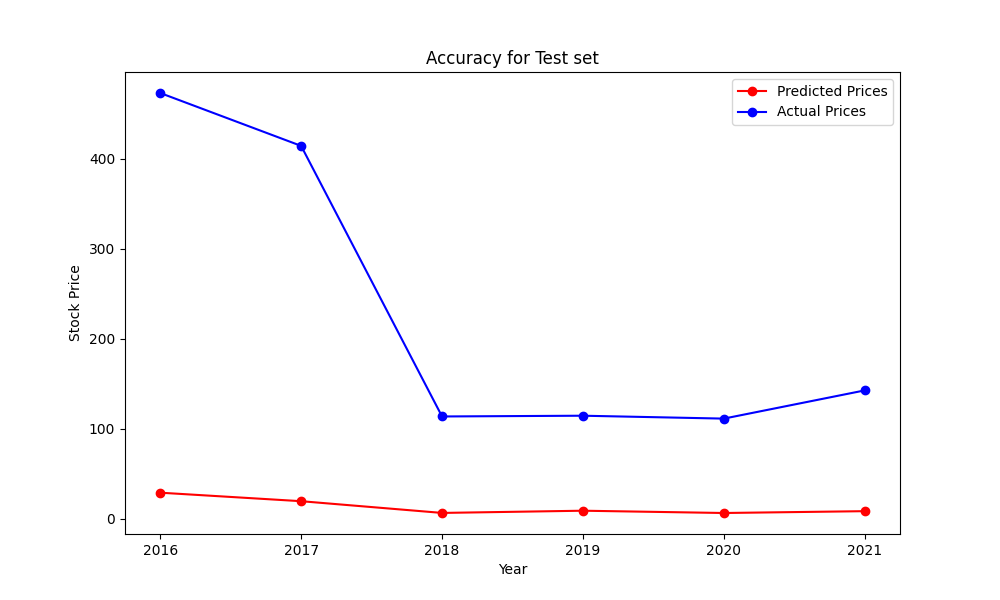 Accuracy for Test set
Predicted Prices
Actual Prices
400
300
200
100
0
Stock Price
2016 2017 2018 2019 2020 2021
Year